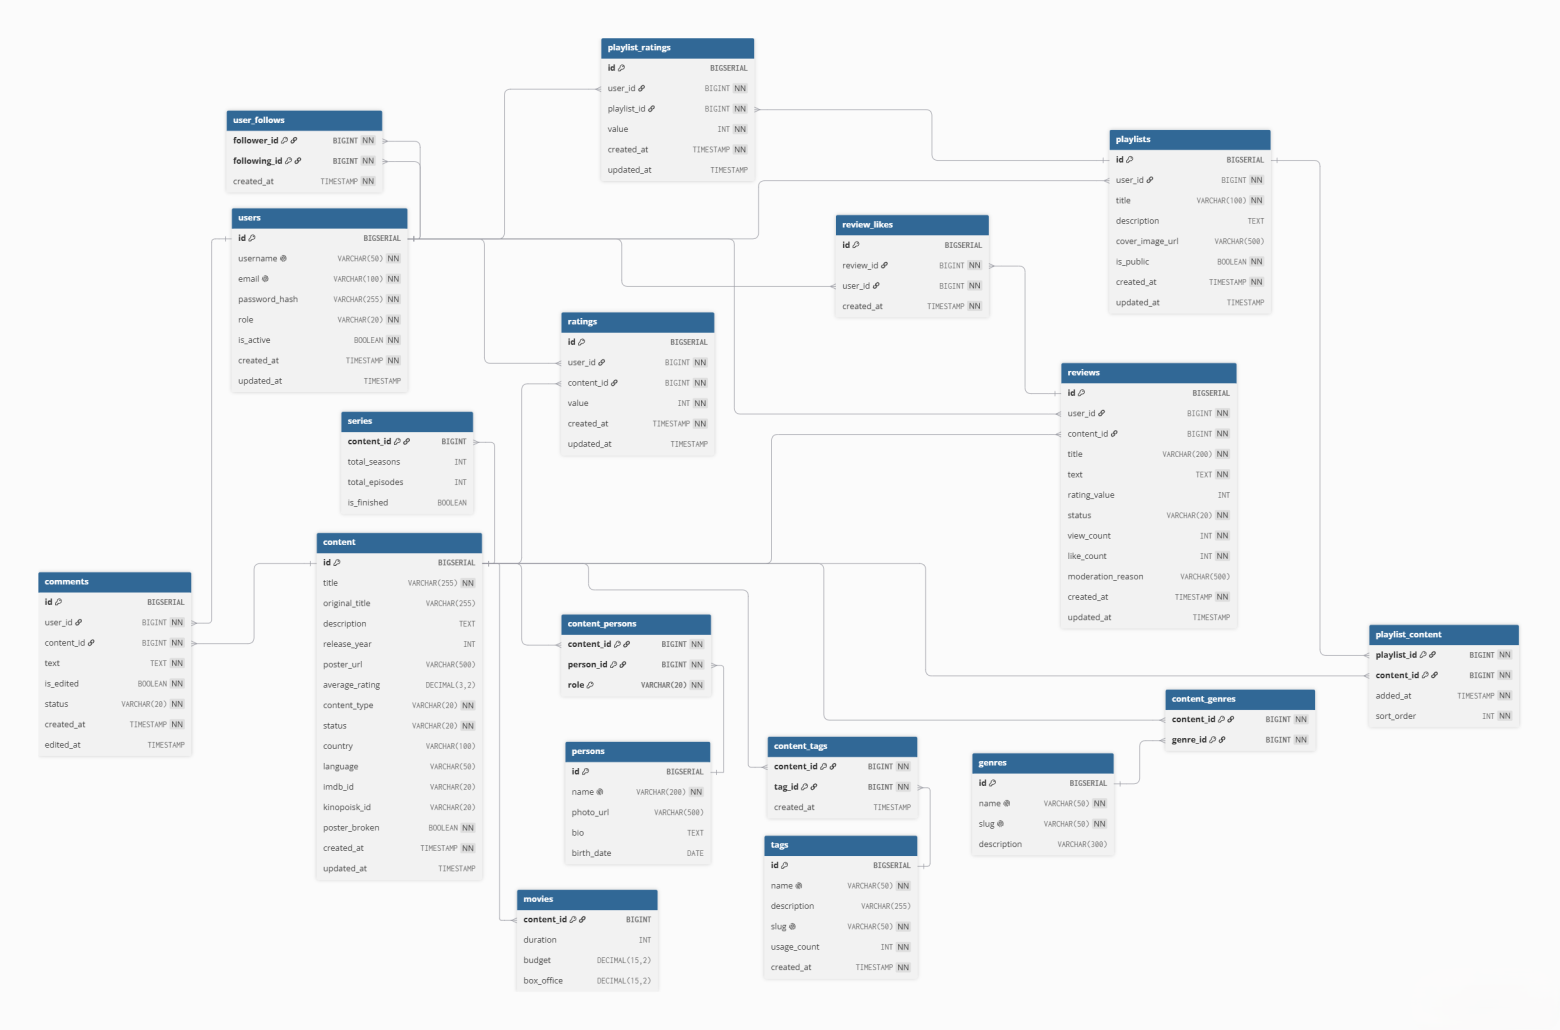 playlist_ratings
id BIGSERIAL
user_id BIGINT NN
playlist_id BIGINT NN
value INT NN
created_at TIMESTAMP NN
updated_at TIMESTAMP
user_follows
follower_id BIGINT NN
following_id BIGINT NN
created_at TIMESTAMP NN
playlists
id BIGSERIAL
user_id BIGINT NN
title VARCHAR(100) NN
description TEXT
cover_image_url VARCHAR(500)
is_public BOOLEAN NN
created_at TIMESTAMP NN
updated_at TIMESTAMP
users
id BIGSERIAL
username VARCHAR(50) NN
email VARCHAR(100) NN
password_hash VARCHAR(255) NN
role VARCHAR(20) NN
is_active BOOLEAN NN
created_at TIMESTAMP NN
updated_at TIMESTAMP
review_likes
id BIGSERIAL
review_id BIGINT NN
user_id BIGINT NN
created_at TIMESTAMP NN
ratings
id BIGSERIAL
user_id BIGINT NN
content_id BIGINT NN
value INT NN
created_at TIMESTAMP NN
updated_at TIMESTAMP
reviews
id BIGSERIAL
user_id BIGINT NN
content_id BIGINT NN
title VARCHAR(200) NN
text TEXT NN
rating_value INT
status VARCHAR(20) NN
view_count INT NN
like_count INT NN
moderation_reason VARCHAR(500)
created_at TIMESTAMP NN
updated_at TIMESTAMP
series
content_id BIGINT
total_seasons INT
total_episodes INT
is_finished BOOLEAN
content
id BIGSERIAL
title VARCHAR(255) NN
original_title VARCHAR(255)
description TEXT
release_year INT
poster_url VARCHAR(500)
average_rating DECIMAL(3,2)
content_type VARCHAR(20) NN
status VARCHAR(20) NN
country VARCHAR(100)
language VARCHAR(50)
imdb_id VARCHAR(20)
kinopoisk_id VARCHAR(20)
poster_broken BOOLEAN NN
created_at TIMESTAMP NN
updated_at TIMESTAMP
comments
id BIGSERIAL
user_id BIGINT NN
content_id BIGINT NN
text TEXT NN
is_edited BOOLEAN NN
status VARCHAR(20) NN
created_at TIMESTAMP NN
edited_at TIMESTAMP
content_persons
content_id BIGINT NN
person_id BIGINT NN
role VARCHAR(20) NN
playlist_content
playlist_id BIGINT NN
content_id BIGINT NN
added_at TIMESTAMP NN
sort_order INT NN
content_genres
content_id BIGINT NN
genre_id BIGINT NN
persons
id BIGSERIAL
name VARCHAR(200) NN
photo_url VARCHAR(500)
bio TEXT
birth_date DATE
content_tags
content_id BIGINT NN
tag_id BIGINT NN
created_at TIMESTAMP
genres
id BIGSERIAL
name VARCHAR(50) NN
slug VARCHAR(50) NN
description VARCHAR(300)
tags
id BIGSERIAL
name VARCHAR(50) NN
description VARCHAR(255)
slug VARCHAR(50) NN
usage_count INT NN
created_at TIMESTAMP NN
movies
content_id BIGINT
duration INT
budget DECIMAL(15,2)
box_office DECIMAL(15,2)